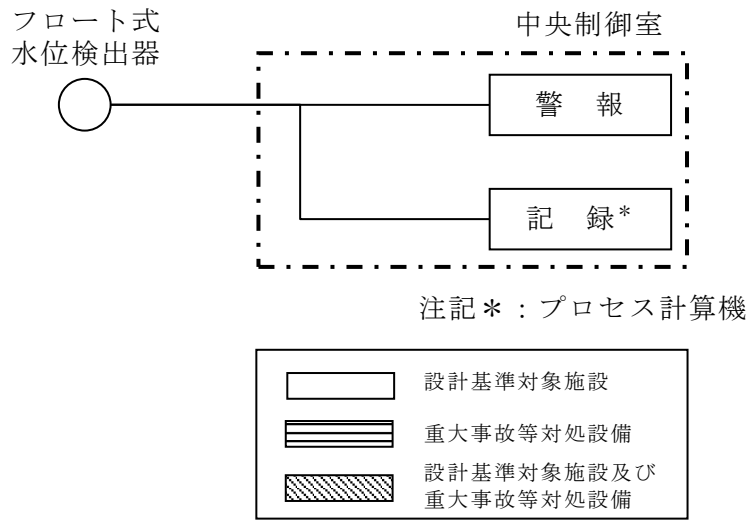 フロート式
水位検出器
中央制御室
警 報
記 録*
注記*:プロセス計算機
設計基準対象施設
重大事故等対処設備
設計基準対象施設及び
重大事故等対処設備